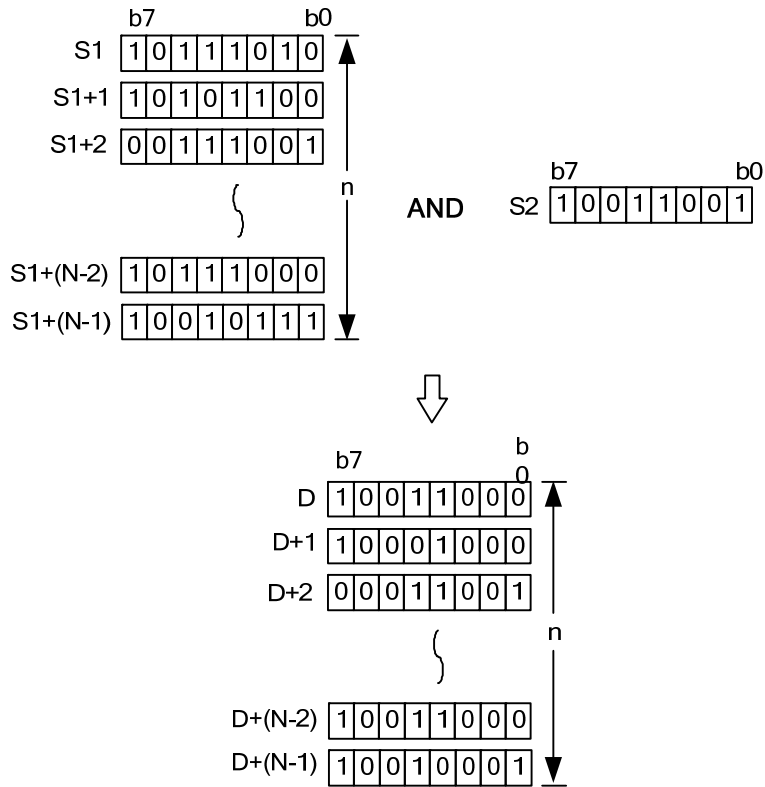 b7 b0
S1 1 0 1 1 1 0 1 0
S1+1 1 0 1 0 1 1 0 0
S1+2 0 0 1 1 1 0 0 1
n
S1+(N-2) 1 0 1 1 1 0 0 0
S1+(N-1) 1 0 0 1 0 1 1 1
AND
b7 b0
S2 1 0 0 1 1 0 0 1
b7 b
0
D 1 0 0 1 1 0 0 0
D+1 1 0 0 0 1 0 0 0
D+2 0 0 0 1 1 0 0 1
n
D+(N-2) 1 0 0 1 1 0 0 0
D+(N-1) 1 0 0 1 0 0 0 1